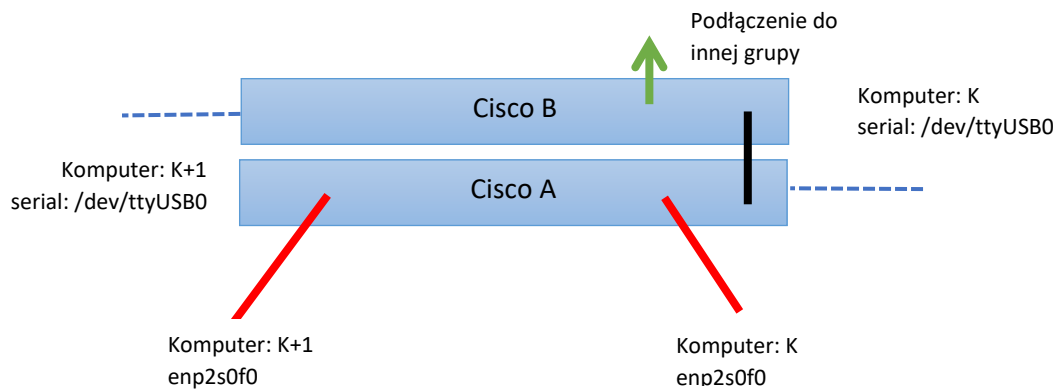 Podłączenie do
innej grupy
Cisco B
Komputer: K
serial: /dev/ttyUSB0
Komputer: K+1
serial: /dev/ttyUSB0
Cisco A
Komputer: K+1
enp2s0f0
Komputer: K
enp2s0f0